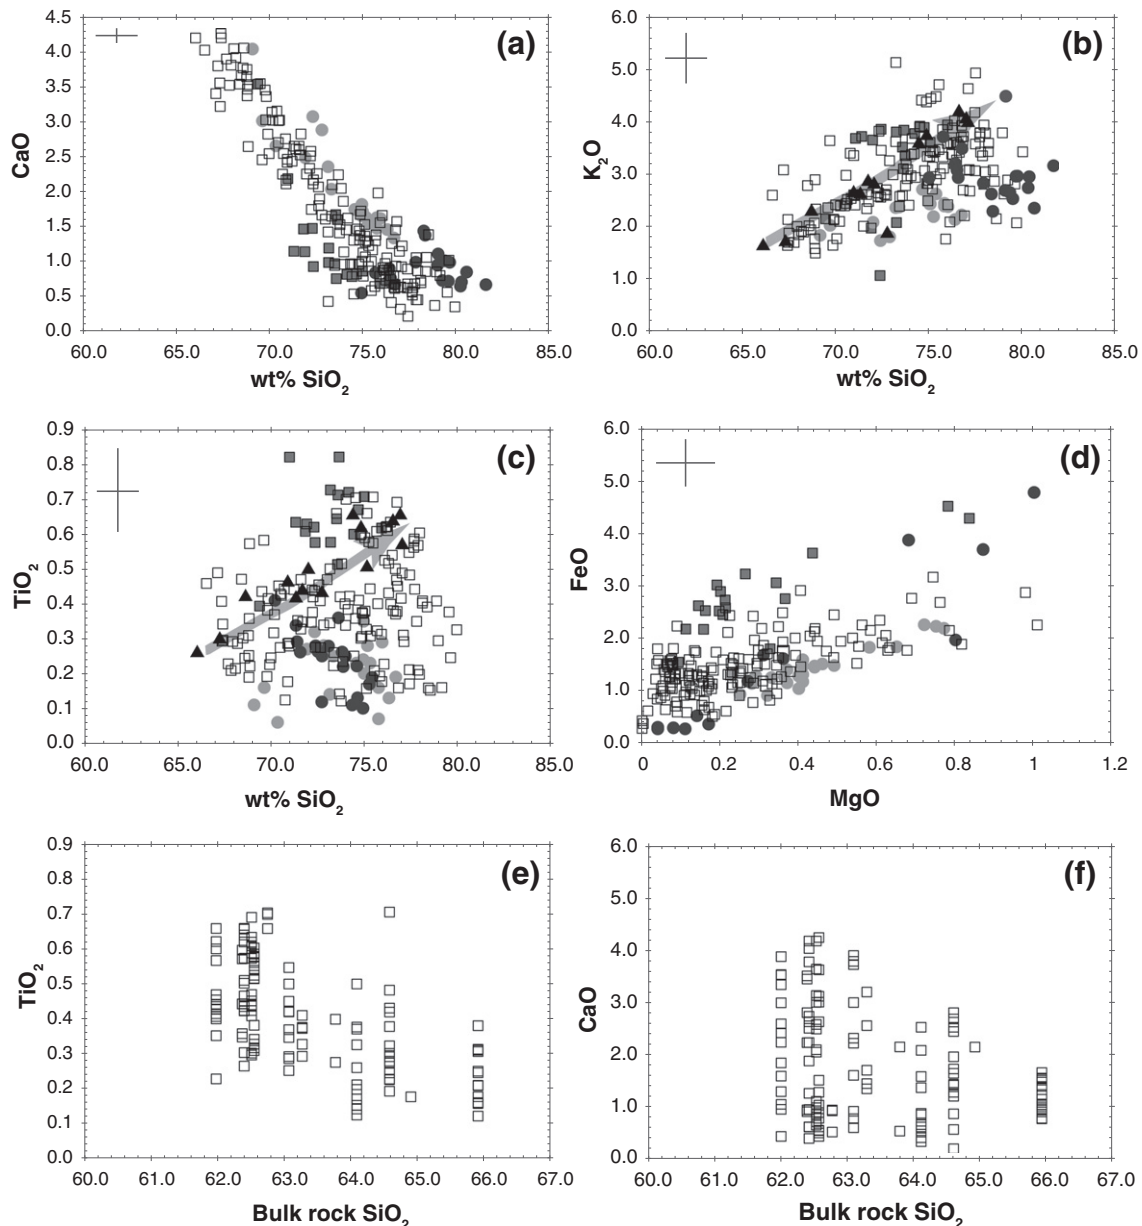 4.5
4.0
3.5
3.0
2.5
2.0
1.5
1.0
0.5
0.0
CaO
(a)
60.0 65.0 70.0 75.0 80.0 85.0
wt% SiO₂
6.0
5.0
4.0
3.0
2.0
1.0
0.0
K₂O
(b)
60.0 65.0 70.0 75.0 80.0 85.0
wt% SiO₂
0.9
0.8
0.7
0.6
0.5
0.4
0.3
0.2
0.1
0.0
TiO₂
(c)
60.0 65.0 70.0 75.0 80.0 85.0
wt% SiO₂
6.0
5.0
4.0
3.0
2.0
1.0
0.0
FeO
(d)
0 0.2 0.4 0.6 0.8 1 1.2
MgO
0.9
0.8
0.7
0.6
0.5
0.4
0.3
0.2
0.1
0.0
TiO₂
(e)
60.0 61.0 62.0 63.0 64.0 65.0 66.0 67.0
Bulk rock SiO₂
6.0
5.0
4.0
3.0
2.0
1.0
0.0
CaO
(f)
60.0 61.0 62.0 63.0 64.0 65.0 66.0 67.0
Bulk rock SiO₂